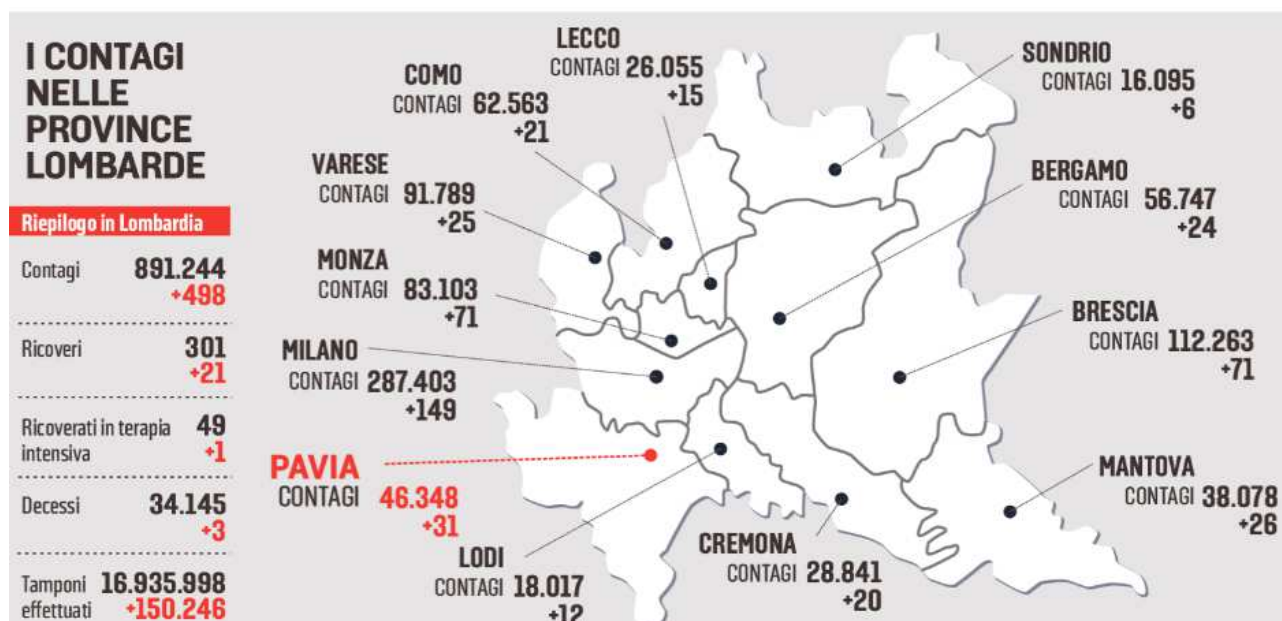 I CONTAGI
NELLE
PROVINCE
LOMBARDE
Riepilogo in Lombardia
Contagi 891.244
+498
Ricoveri 301
+21
Ricoverati in terapia intensiva 49
+1
Decessi 34.145
+3
Tamponi effettuati 16.935.998
+150.246
LECCO
CONTAGI 26.055
+15
COMO
CONTAGI 62.563
+21
VARESE
CONTAGI 91.789
+25
MONZA
CONTAGI 83.103
+71
MILANO
CONTAGI 287.403
+149
PAVIA
CONTAGI 46.348
+31
LODI
CONTAGI 18.017
+12
CREMONA
CONTAGI 28.841
+20
SONDRIO
CONTAGI 16.095
+6
BERGAMO
CONTAGI 56.747
+24
BRESCIA
CONTAGI 112.263
+71
MANTOVA
CONTAGI 38.078
+26